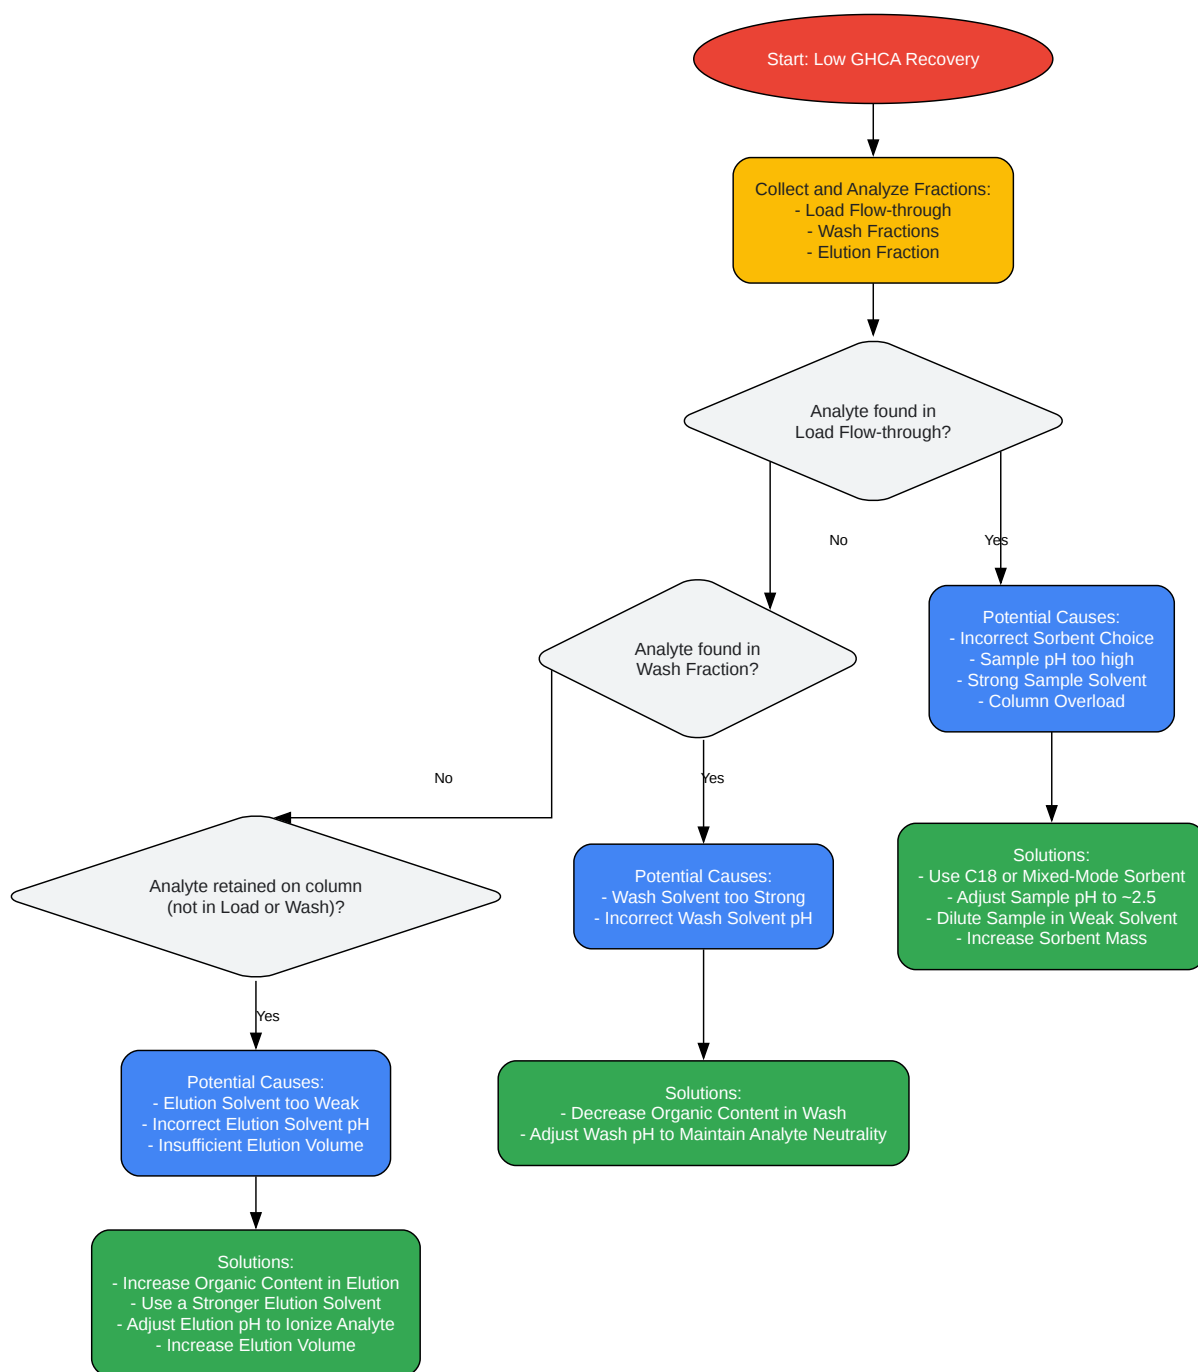 Start: Low GHCA Recovery
Collect and Analyze Fractions:
- Load Flow-through
- Wash Fractions
- Elution Fraction
Analyte found in
Load Flow-through?
No
Yes
Analyte found in
Wash Fraction?
Potential Causes:
- Incorrect Sorbent Choice
- Sample pH too high
- Strong Sample Solvent
- Column Overload
No
Yes
Analyte retained on column
(not in Load or Wash)?
Potential Causes:
- Wash Solvent too Strong
- Incorrect Wash Solvent pH
Solutions:
- Use C18 or Mixed-Mode Sorbent
- Adjust Sample pH to ~2.5
- Dilute Sample in Weak Solvent
- Increase Sorbent Mass
Yes
Potential Causes:
- Elution Solvent too Weak
- Incorrect Elution Solvent pH
- Insufficient Elution Volume
Solutions:
- Decrease Organic Content in Wash
- Adjust Wash pH to Maintain Analyte Neutrality
Solutions:
- Increase Organic Content in Elution
- Use a Stronger Elution Solvent
- Adjust Elution pH to Ionize Analyte
- Increase Elution Volume